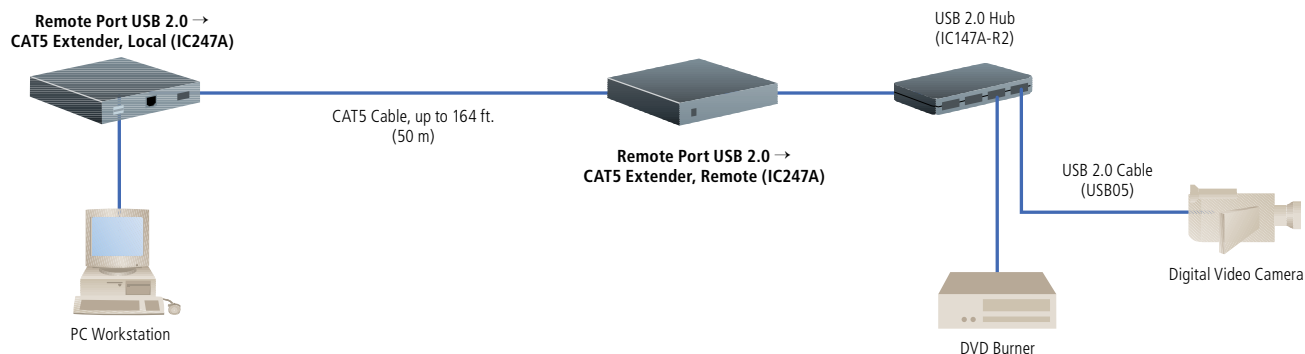 Remote Port USB 2.0 →
CAT5 Extender, Local (IC247A)
USB 2.0 Hub
(IC147A-R2)
CAT5 Cable, up to 164 ft.
(50 m)
Remote Port USB 2.0 →
CAT5 Extender, Remote (IC247A)
USB 2.0 Cable
(USB05)
Digital Video Camera
PC Workstation
DVD Burner